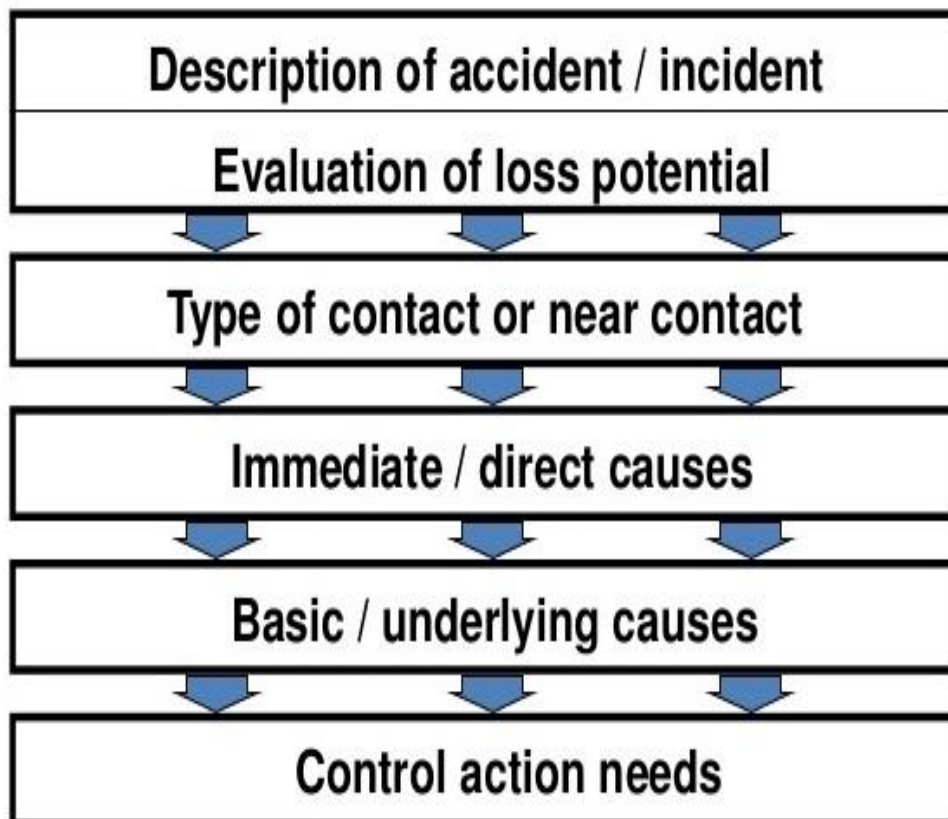 Description of accident / incident
Evaluation of loss potential
Type of contact or near contact
Immediate / direct causes
Basic / underlying causes
Control action needs